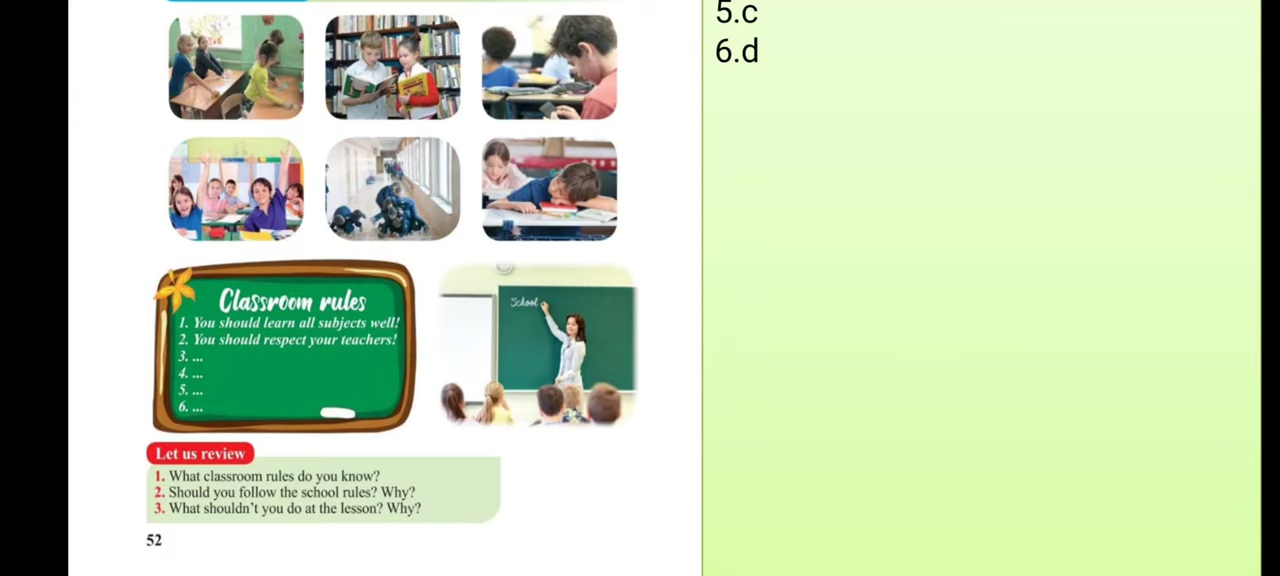 5.c
6.d
School
Classroom rules
1. You should learn all subjects well!
2. You should respect your teachers!
3. ...
4. ...
5. ...
6. ...
Let us review
1. What classroom rules do you know?
2. Should you follow the school rules? Why?
3. What shouldn't you do at the lesson? Why?
52